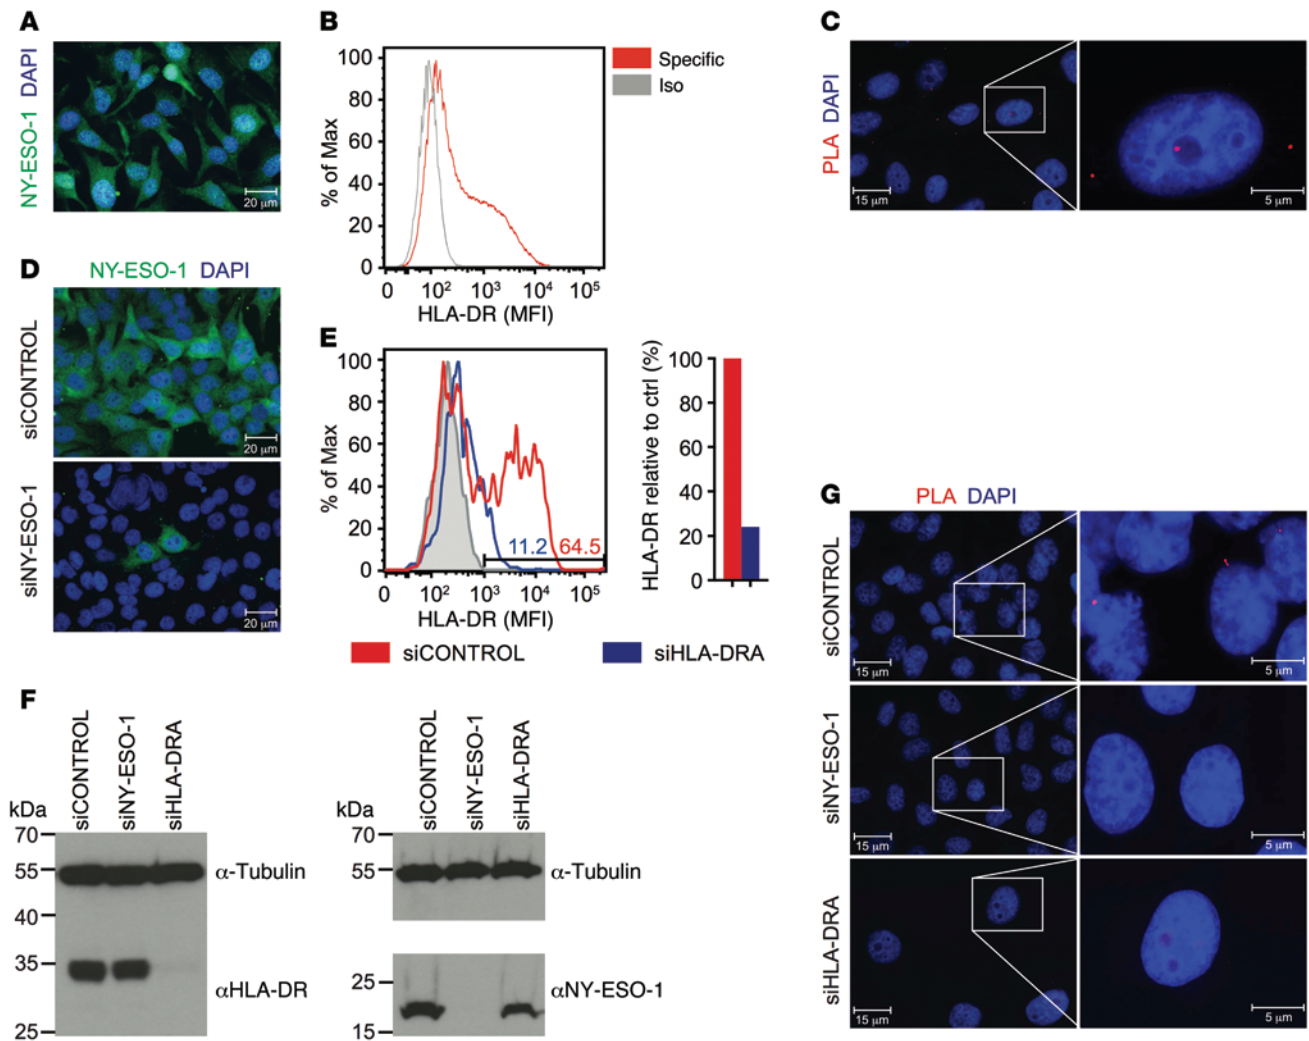 A
NY-ESO-1 DAPI
20 μm
B
% of Max
100
80
60
40
20
0
0 10² 10³ 10⁴ 10⁵
HLA-DR (MFI)
Specific
Iso
C
PLA DAPI
15 μm
5 μm
D
NY-ESO-1 DAPI
siCONTROL
20 μm
siNY-ESO-1
20 μm
E
% of Max
100
80
60
40
20
0
11.2 64.5
0 10² 10³ 10⁴ 10⁵
HLA-DR (MFI)
HLA-DR relative to ctrl (%)
100
80
60
40
20
0
siCONTROL
siHLA-DRA
F
kDa
siCONTROL
siNY-ESO-1
siHLA-DRA
70
55
40
35
25
α-Tubulin
αHLA-DR
kDa
siCONTROL
siNY-ESO-1
siHLA-DRA
70
55
25
15
α-Tubulin
αNY-ESO-1
G
PLA DAPI
siCONTROL
15 μm
5 μm
siNY-ESO-1
15 μm
5 μm
siHLA-DRA
15 μm
5 μm